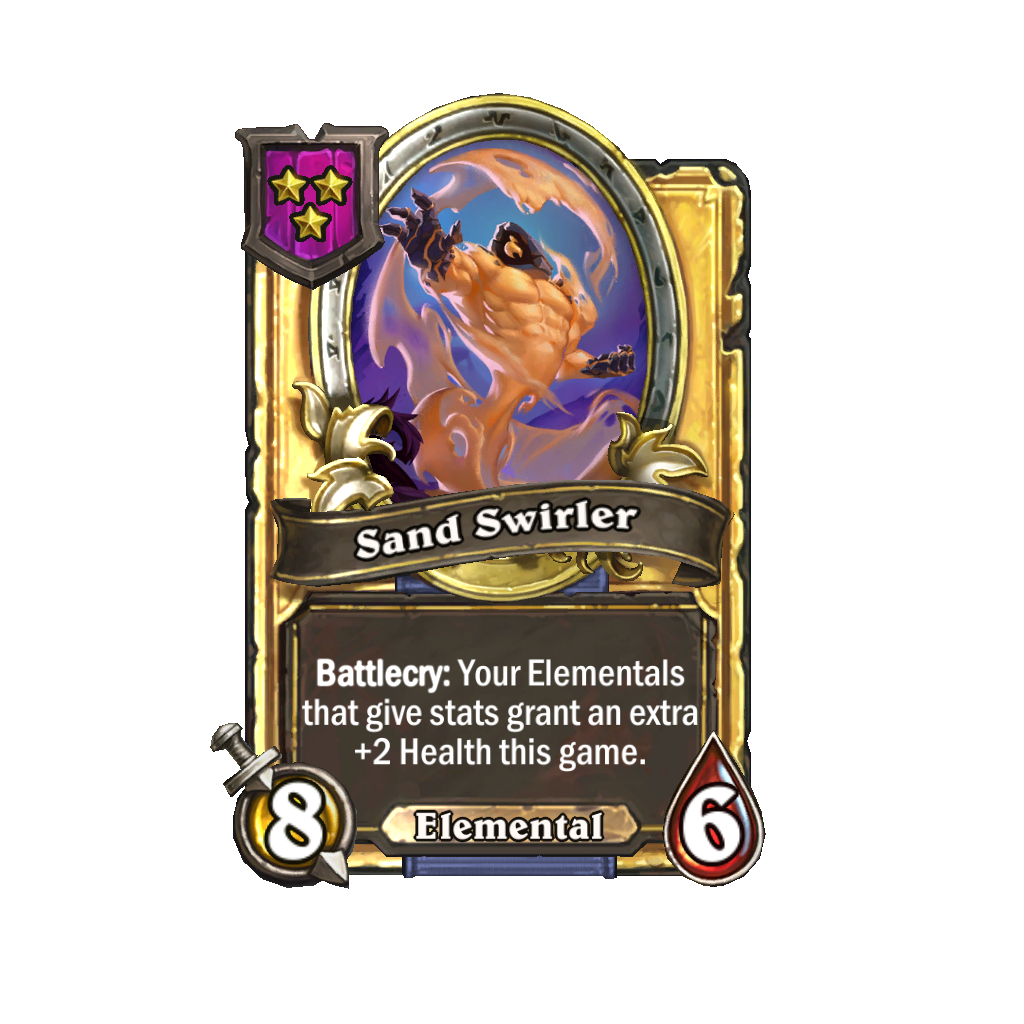 Sand Swirler
Battlecry: Your Elementals
that give stats grant an extra
+2 Health this game.
8
Elemental
6